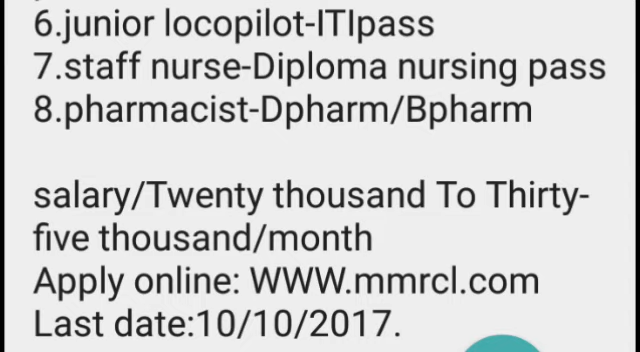 6.junior locopilot-ITIpass
7.staff nurse-Diploma nursing pass
8.pharmacist-Dpharm/Bpharm
salary/Twenty thousand To Thirty-
five thousand/month
Apply online: WWW.mmrcl.com
Last date:10/10/2017.